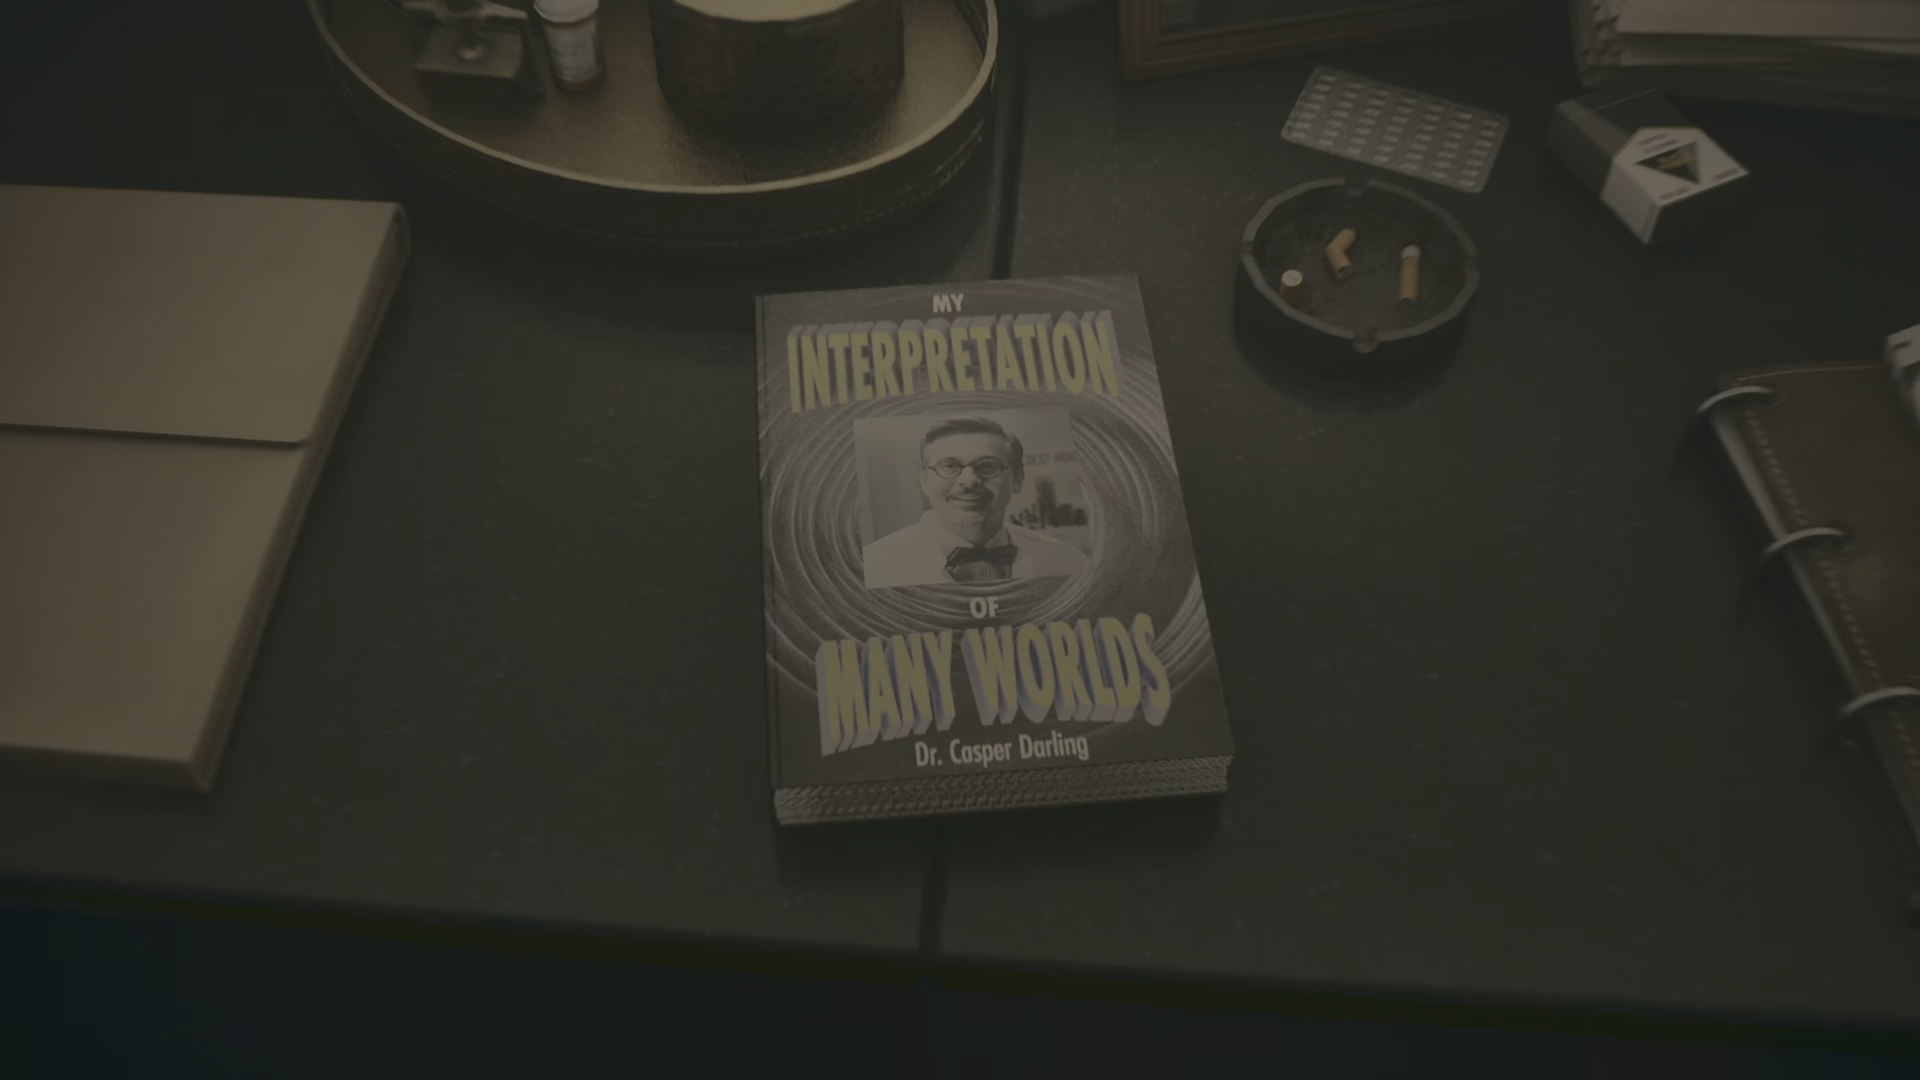 MY
INTERPRETATION
OF
MANY WORLDS
Dr. Casper Darling